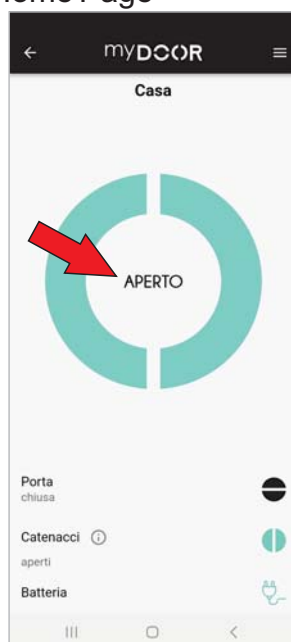 Home Page
myDOOR
Casa
APERTO
Porta
chiusa
Catenacci
aperti
Batteria